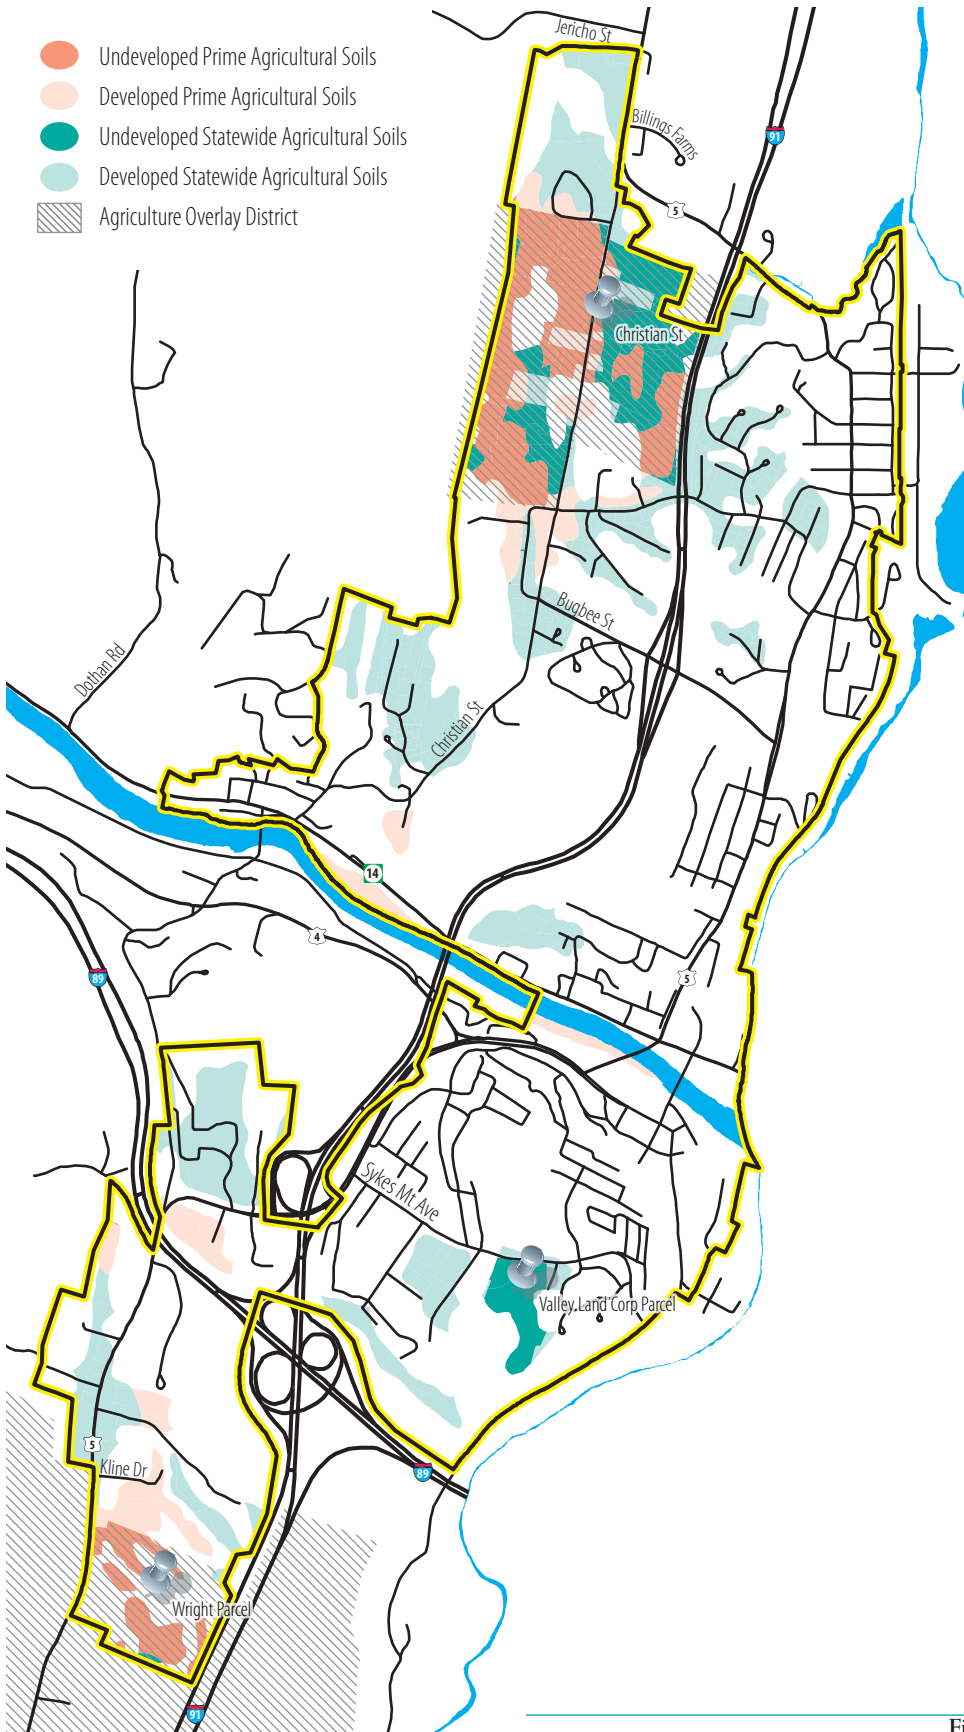 Jericho St
Undeveloped Prime Agricultural Soils
Developed Prime Agricultural Soils
Undeveloped Statewide Agricultural Soils
Developed Statewide Agricultural Soils
Agriculture Overlay District
Billings Farms
91
5
Christian St
Bugbee St
Dothan Rd
Christian St
14
4
89
5
Sykes Mt Ave
Valley Land Corp Parcel
5
Kline Dr
89
Wright Parcel
91
Fi